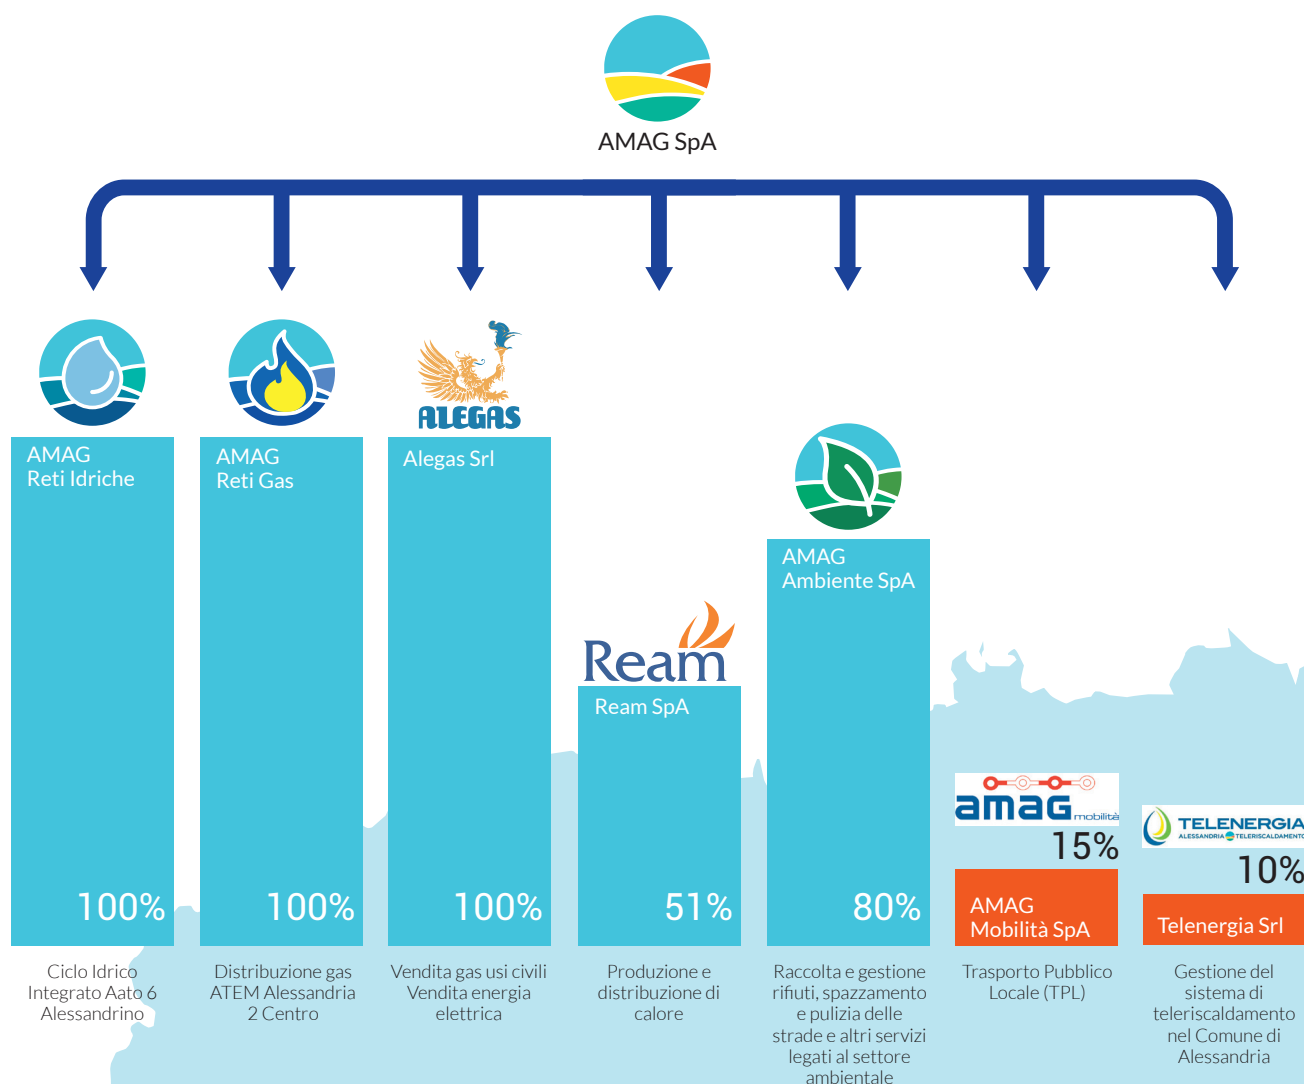 AMAG SpA
ALEGAS
AMAG
Reti Idriche
AMAG
Reti Gas
Alegas Srl
AMAG
Ambiente SpA
Ream
Ream SpA
amag mobilità
15%
TELENERGIA
ALESSANDRIA TELERISCALDAMENTO
10%
100%
100%
100%
51%
80%
AMAG
Mobilità SpA
Telenergia Srl
Ciclo Idrico
Integrato Aato 6
Alessandrino
Distribuzione gas
ATEM Alessandria
2 Centro
Vendita gas usi civili
Vendita energia
elettrica
Produzione e
distribuzione di
calore
Raccolta e gestione
rifiuti, spazzamento
e pulizia delle
strade e altri servizi
legati al settore
ambientale
Trasporto Pubblico
Locale (TPL)
Gestione del
sistema di
teleriscaldamento
nel Comune di
Alessandria